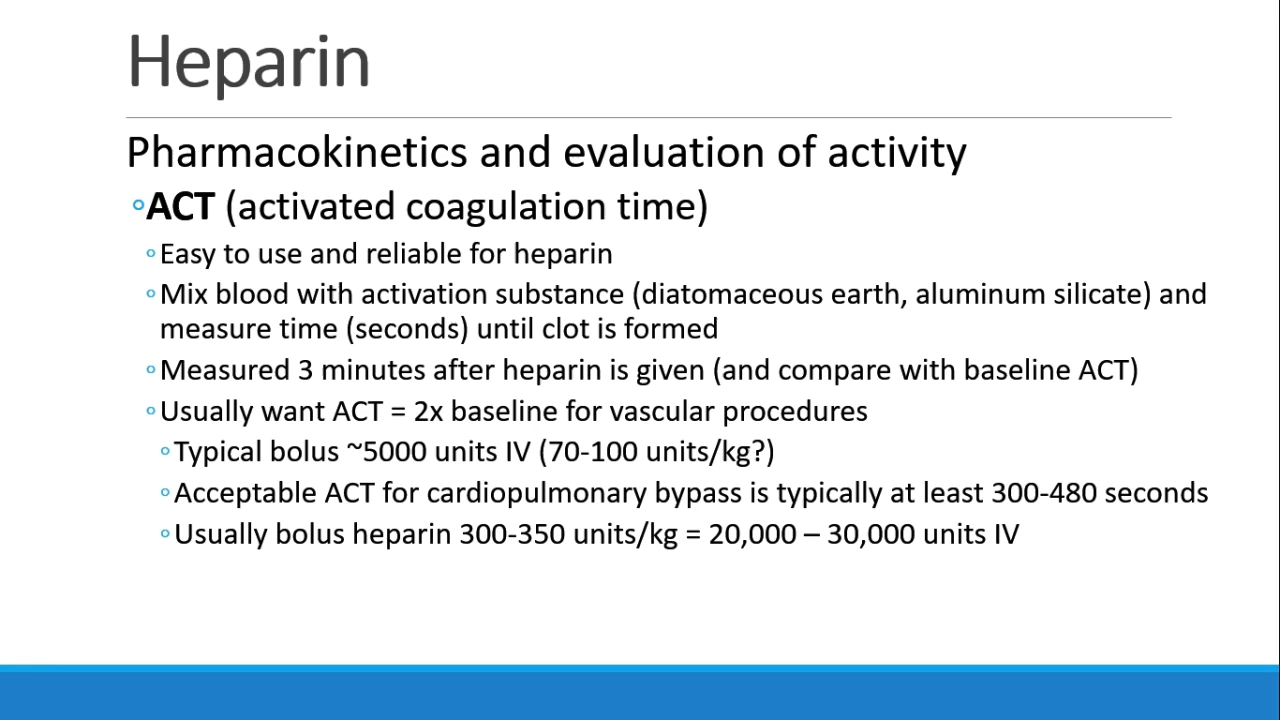 Heparin
Pharmacokinetics and evaluation of activity
◦ACT (activated coagulation time)
◦Easy to use and reliable for heparin
◦Mix blood with activation substance (diatomaceous earth, aluminum silicate) and
measure time (seconds) until clot is formed
◦Measured 3 minutes after heparin is given (and compare with baseline ACT)
◦Usually want ACT = 2x baseline for vascular procedures
◦Typical bolus ~5000 units IV (70-100 units/kg?)
◦Acceptable ACT for cardiopulmonary bypass is typically at least 300-480 seconds
◦Usually bolus heparin 300-350 units/kg = 20,000 – 30,000 units IV